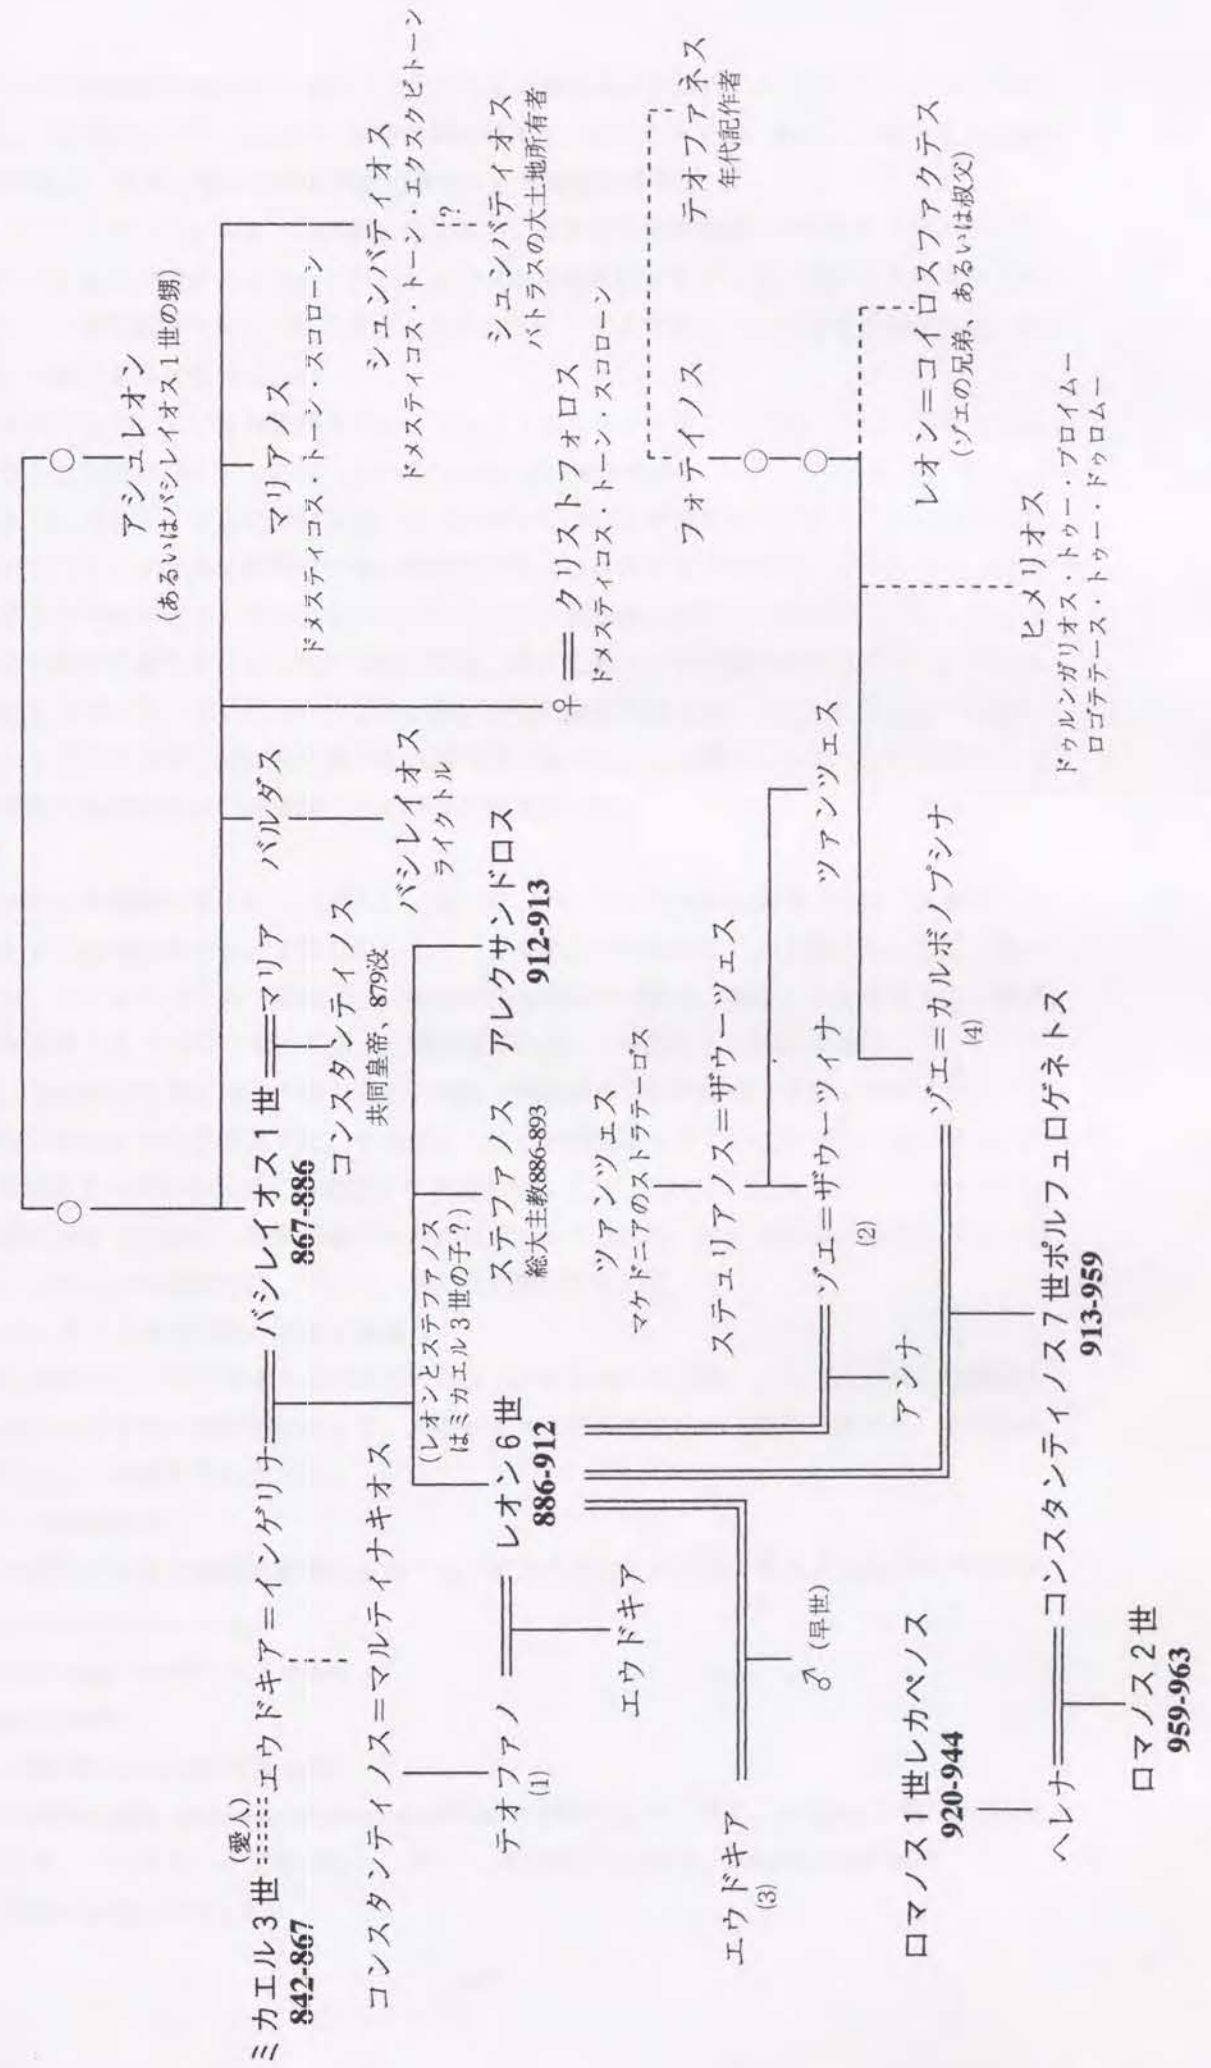 アシュレオン
(あるいはバシレイオス1世の甥)
ミカエル3世
842-867
(愛人)
エウドキア=インゲリナ
バシレイオス1世
867-886
マリア
バルダス
マリアノス
ドメスティコス・トーン・スコローン
シュンバティオス
ドメスティコス・トーン・エクスクビトーン
コンスタンティノス
共同皇帝、879没
バシレイオス
ライクトル
?
シュンバティオス
パトラスの大土地所有者
コンスタンティノス=マルティナキオス
(レオンとステファノス
はミカエル3世の子?)
テオファノ
(1)
レオン6世
886-912
ステファノス
総大主教886-893
アレクサンドロス
912-913
♀
クリストフォロス
ドメスティコス・トーン・スコローン
エウドキア
ツァンツェス
マケドニアのストラテーゴス
フォティノス
テオファネス
年代記作者
ステュリアノス=ザウーツェス
エウドキア
(3)
♂(早世)
ゾエ=ザウーツィナ
(2)
ツァンツェス
アンナ
ロマノス1世レカペノス
920-944
ゾエ=カルボノプシナ
(4)
レオン=コイロスファクテス
(ゾエの兄弟、あるいは叔父)
ヒメリオス
ドゥルンガリオス・トゥー・プロイムー
ロゴテテース・トゥー・ドゥロムー
ヘレナ
コンスタンティノス7世ポルフュロゲネトス
913-959
ロマノス2世
959-963